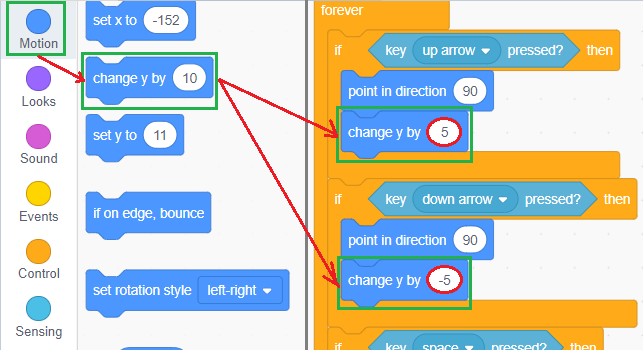 Motion
Looks
Sound
Events
Control
Sensing
set x to -152
change y by 10
set y to 11
if on edge, bounce
set rotation style left-right
forever
if key up arrow pressed? then
point in direction 90
change y by 5
if key down arrow pressed? then
point in direction 90
change y by -5
if key space pressed? then